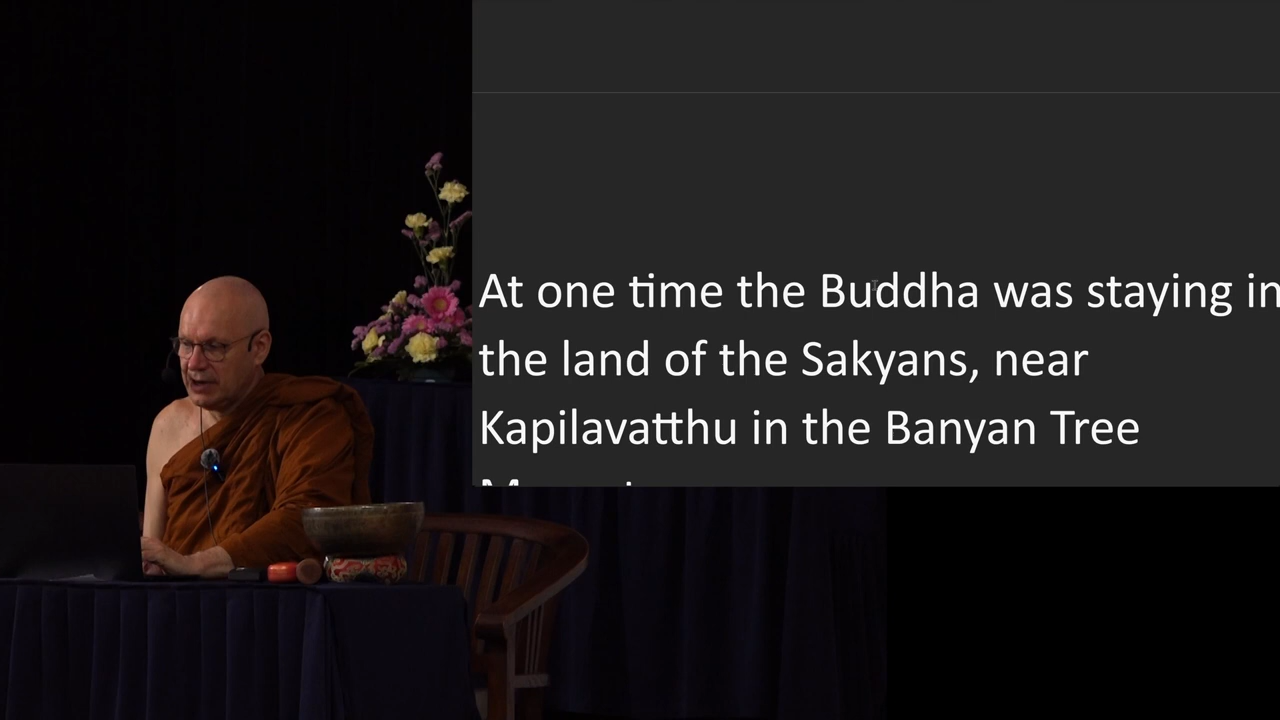 At one time the Buddha was staying in
the land of the Sakyans, near
Kapilavatthu in the Banyan Tree